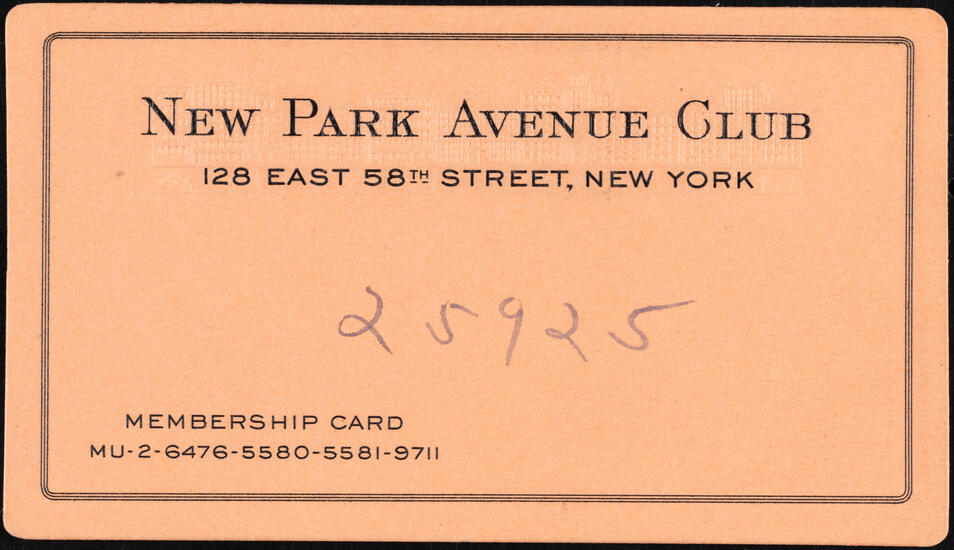 New Park Avenue Club
128 EAST 58TH STREET, NEW YORK
25925
MEMBERSHIP CARD
MU-2-6476-5580-5581-9711